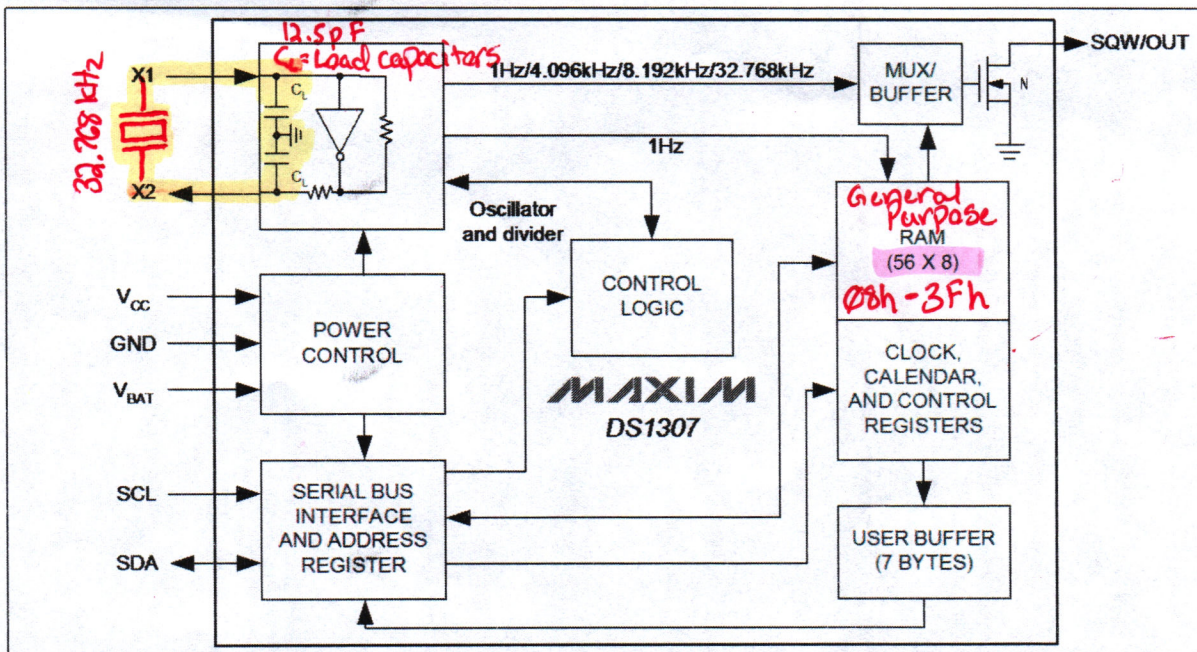 12.5pF
CL = Load capacitors
32.768 kHz
X1
X2
CL
CL
1Hz/4.096kHz/8.192kHz/32.768kHz
MUX/
BUFFER
N
SQW/OUT
1Hz
Oscillator
and divider
General
Purpose
RAM
(56 X 8)
08h - 3Fh
CONTROL
LOGIC
VCC
GND
VBAT
POWER
CONTROL
CLOCK,
CALENDAR,
AND CONTROL
REGISTERS
MAXIM
DS1307
SCL
SDA
SERIAL BUS
INTERFACE
AND ADDRESS
REGISTER
USER BUFFER
(7 BYTES)